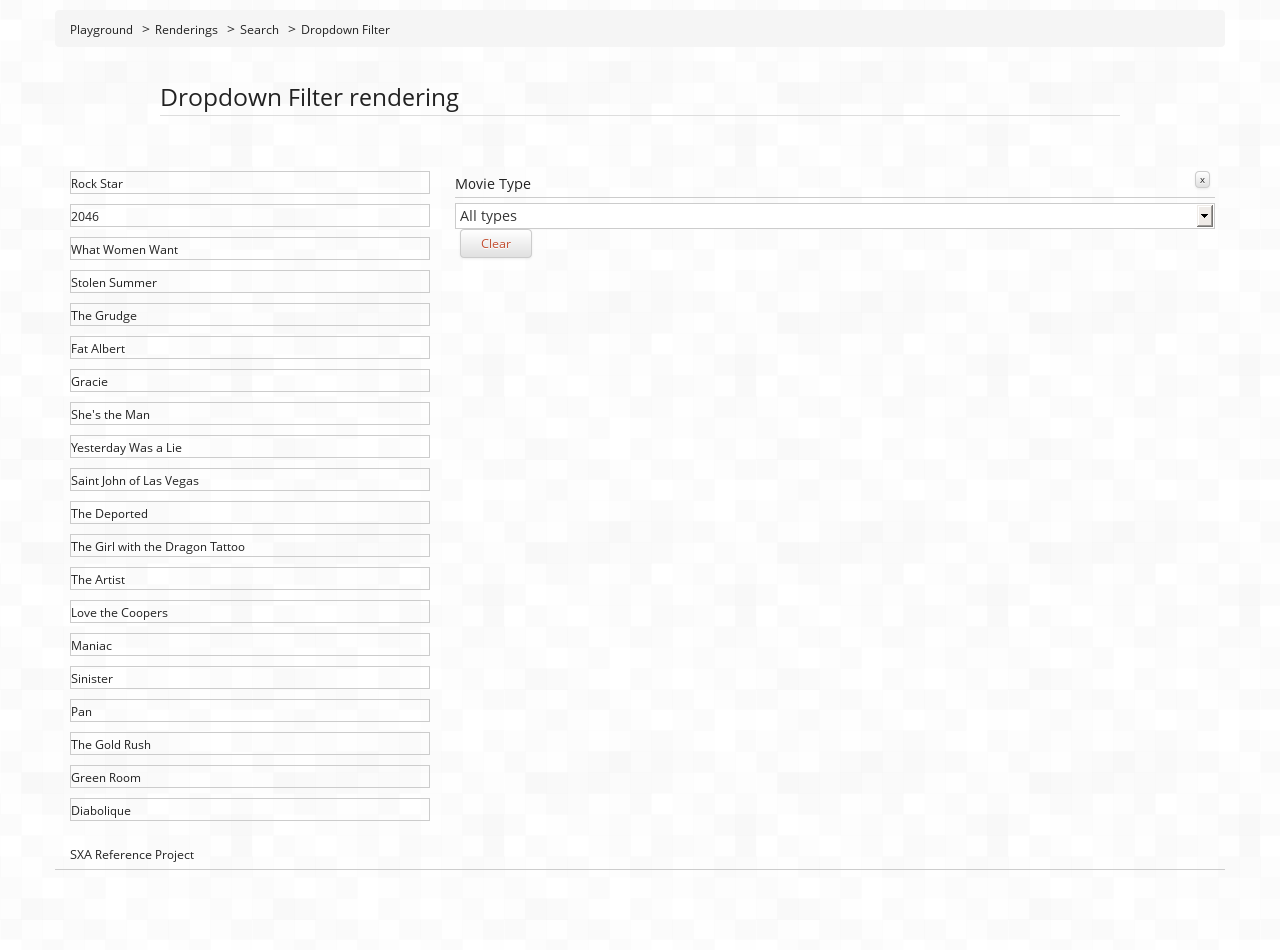 Playground > Renderings > Search > Dropdown Filter
Dropdown Filter rendering
Rock Star
2046
What Women Want
Stolen Summer
The Grudge
Fat Albert
Gracie
She's the Man
Yesterday Was a Lie
Saint John of Las Vegas
The Deported
The Girl with the Dragon Tattoo
The Artist
Love the Coopers
Maniac
Sinister
Pan
The Gold Rush
Green Room
Diabolique
Movie Type x
All types
Clear
SXA Reference Project